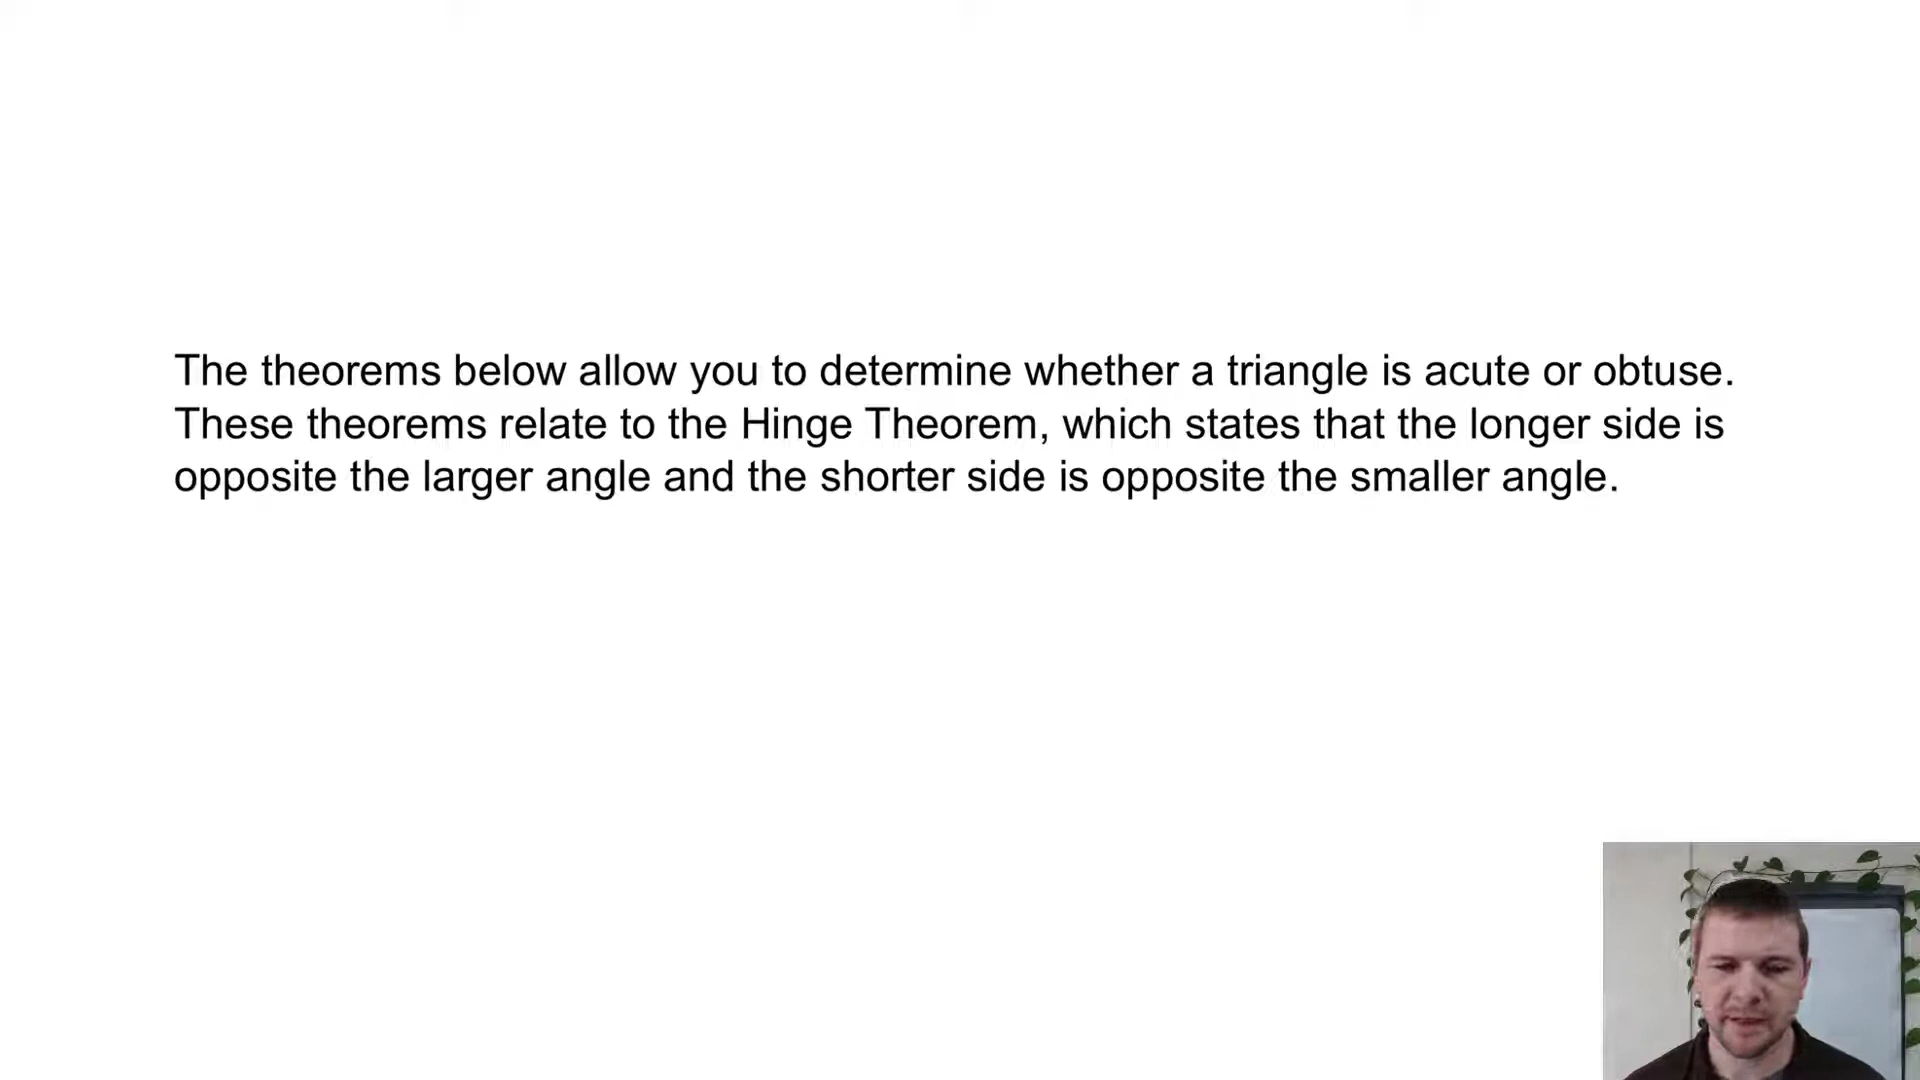 The theorems below allow you to determine whether a triangle is acute or obtuse.
These theorems relate to the Hinge Theorem, which states that the longer side is
opposite the larger angle and the shorter side is opposite the smaller angle.